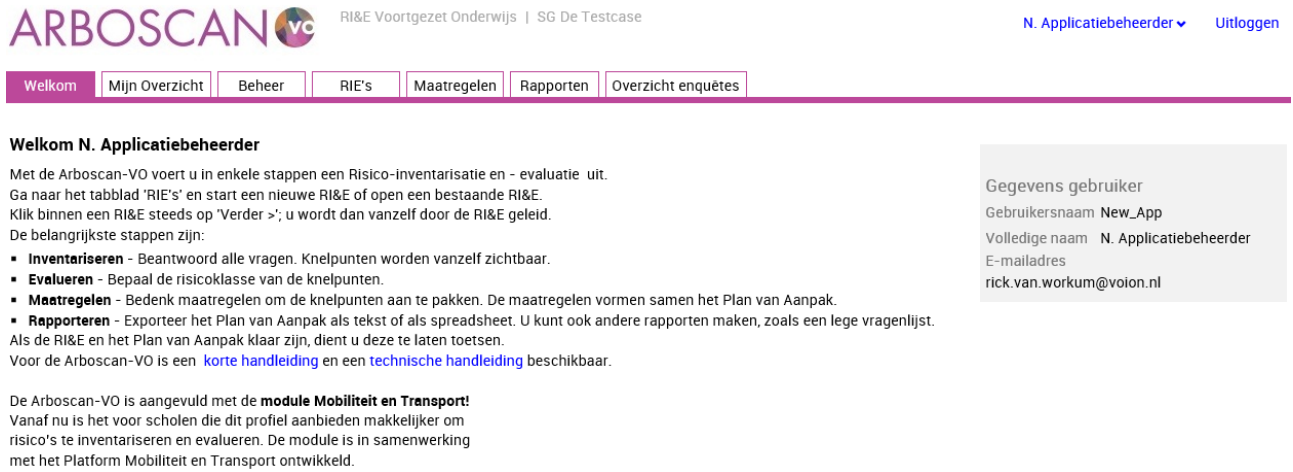 ARBOSCAN VO
RI&E Voortgezet Onderwijs | SG De Testcase
N. Applicatiebeheerder
Uitloggen
Welkom
Mijn Overzicht
Beheer
RIE's
Maatregelen
Rapporten
Overzicht enquêtes
Welkom N. Applicatiebeheerder
Met de Arboscan-VO voert u in enkele stappen een Risico-inventarisatie en - evaluatie uit.
Ga naar het tabblad 'RIE's' en start een nieuwe RI&E of open een bestaande RI&E.
Klik binnen een RI&E steeds op 'Verder >'; u wordt dan vanzelf door de RI&E geleid.
De belangrijkste stappen zijn:
▪ Inventariseren - Beantwoord alle vragen. Knelpunten worden vanzelf zichtbaar.
▪ Evalueren - Bepaal de risicoklasse van de knelpunten.
▪ Maatregelen - Bedenk maatregelen om de knelpunten aan te pakken. De maatregelen vormen samen het Plan van Aanpak.
▪ Rapporteren - Exporteer het Plan van Aanpak als tekst of als spreadsheet. U kunt ook andere rapporten maken, zoals een lege vragenlijst.
Als de RI&E en het Plan van Aanpak klaar zijn, dient u deze te laten toetsen.
Voor de Arboscan-VO is een korte handleiding en een technische handleiding beschikbaar.
De Arboscan-VO is aangevuld met de module Mobiliteit en Transport!
Vanaf nu is het voor scholen die dit profiel aanbieden makkelijker om
risico's te inventariseren en evalueren. De module is in samenwerking
met het Platform Mobiliteit en Transport ontwikkeld.
Gegevens gebruiker
Gebruikersnaam New_App
Volledige naam N. Applicatiebeheerder
E-mailadres
rick.van.workum@voion.nl